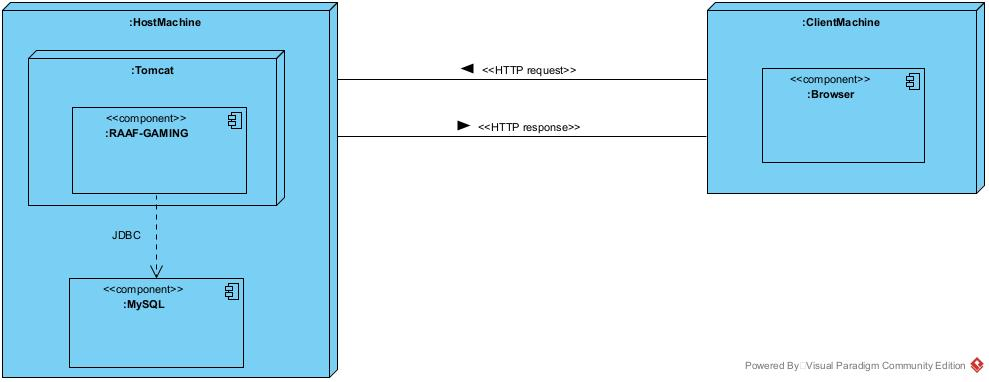 :HostMachine
:Tomcat
<<component>>
:RAAF-GAMING
JDBC
<<component>>
:MySQL
<<HTTP request>>
<<HTTP response>>
:ClientMachine
<<component>>
:Browser
Powered By Visual Paradigm Community Edition